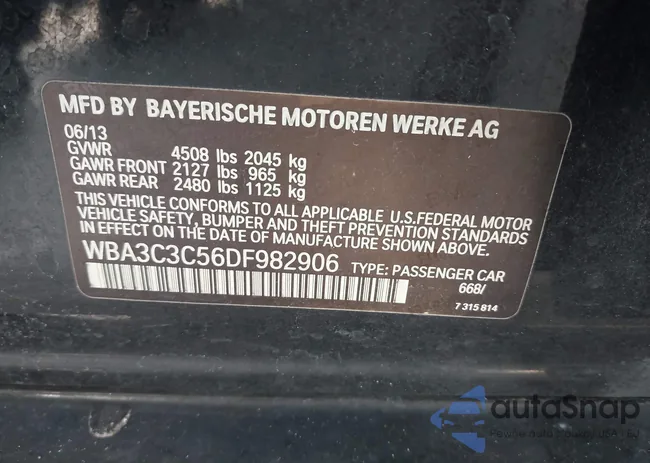 MFD BY BAYERISCHE MOTOREN WERKE AG
06/13
GVWR 4508 lbs 2045 kg
GAWR FRONT 2127 lbs 965 kg
GAWR REAR 2480 lbs 1125 kg
THIS VEHICLE CONFORMS TO ALL APPLICABLE U.S.FEDERAL MOTOR
VEHICLE SAFETY, BUMPER AND THEFT PREVENTION STANDARDS
IN EFFECT ON THE DATE OF MANUFACTURE SHOWN ABOVE.
WBA3C3C56DF982906 TYPE: PASSENGER CAR
668/
7 315 814
autoSnap